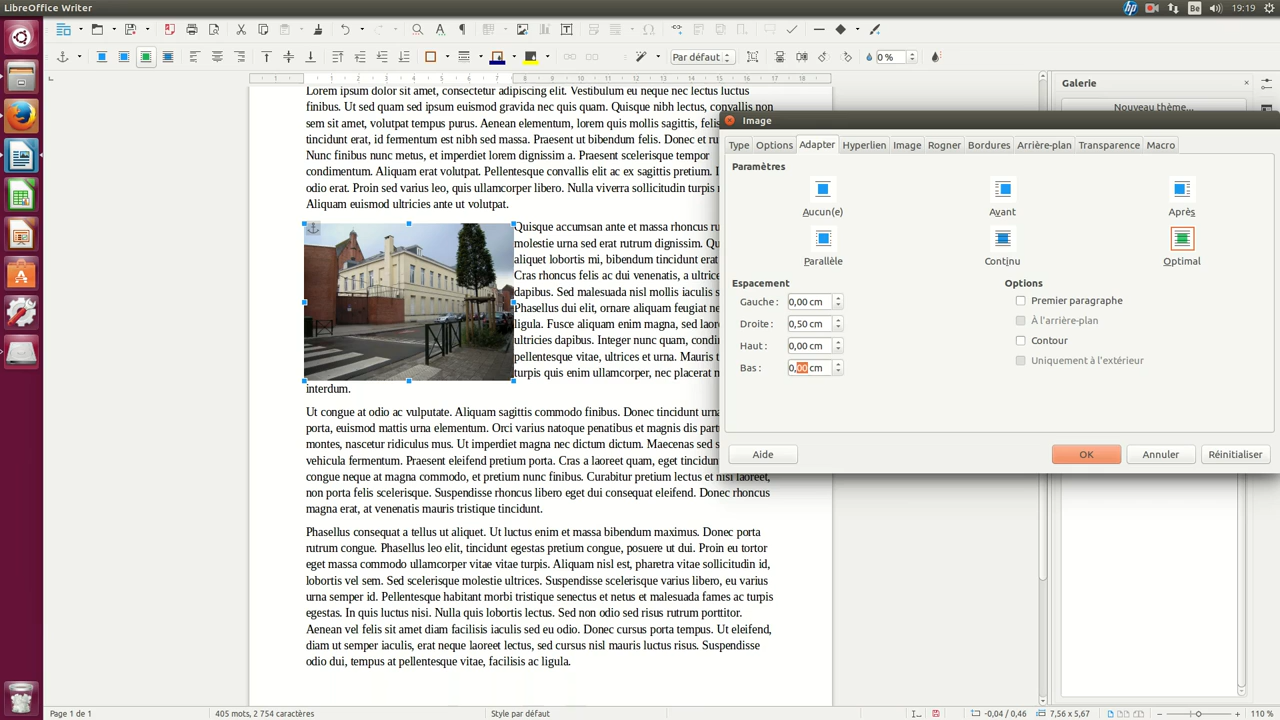 LibreOffice Writer
hp
Be
19:19
Par défaut
0 %
1 1 2 3 4 5 6 7 8 9 10 11 12 13 14 15 16 17 18
Galerie
Nouveau thème...
Lorem ipsum dolor sit amet, consectetur adipiscing elit. Vestibulum eu neque nec lectus luctus
finibus. Ut sed quam sed ipsum euismod gravida nec quis quam. Quisque nibh lectus, convallis non
sem sit amet, volutpat tempus purus. Aenean elementum, lorem quis mollis sagittis, felis
tincidunt erat, id fermentum est nibh sed massa. Praesent ut bibendum felis. Donec et ru
Nunc finibus nunc metus, et imperdiet lorem dignissim a. Praesent scelerisque tempor
condimentum. Aliquam erat volutpat. Pellentesque convallis elit ac ex sagittis pretium. I
odio erat. Proin sed varius leo, quis ullamcorper libero. Nulla viverra sollicitudin turpis
Aliquam euismod ultricies ante ut volutpat.
Quisque accumsan ante et massa rhoncus ru
molestie urna sed erat rutrum dignissim. Qu
aliquet lobortis mi, bibendum tincidunt erat
Cras rhoncus felis ac dui venenatis, a ultrice
dapibus. Sed malesuada nisl mollis iaculis s
Phasellus dui elit, ornare aliquam feugiat ne
ligula. Fusce aliquam enim magna, sed laor
ultricies dapibus. Integer nunc quam, condi
pellentesque vitae, ultrices et urna. Mauris t
turpis quis enim ullamcorper, nec placerat m
interdum.
Ut congue at odio ac vulputate. Aliquam sagittis commodo finibus. Donec tincidunt urna
porta, euismod mattis urna elementum. Orci varius natoque penatibus et magnis dis part
montes, nascetur ridiculus mus. Ut imperdiet magna nec dictum dictum. Maecenas sed s
vehicula fermentum. Praesent eleifend pretium porta. Cras a laoreet quam, eget tincidun
congue neque at magna commodo, et pretium nunc finibus. Curabitur pretium lectus et nisl laoreet,
non porta felis scelerisque. Suspendisse rhoncus libero eget dui consequat eleifend. Donec rhoncus
magna erat, at venenatis mauris tristique tincidunt.
Phasellus consequat a tellus ut aliquet. Ut luctus enim et massa bibendum maximus. Donec porta
rutrum congue. Phasellus leo elit, tincidunt egestas pretium congue, posuere ut dui. Proin eu tortor
eget massa commodo ullamcorper vitae vitae turpis. Aliquam nisl est, pharetra vitae sollicitudin id,
lobortis vel sem. Sed scelerisque molestie ultrices. Suspendisse scelerisque varius libero, eu varius
urna semper id. Pellentesque habitant morbi tristique senectus et netus et malesuada fames ac turpis
egestas. In quis luctus nisi. Nulla quis lobortis lectus. Sed non odio sed risus rutrum porttitor.
Aenean vel felis sit amet diam facilisis iaculis sed eu odio. Donec cursus porta tempus. Ut eleifend,
diam ut semper iaculis, erat neque laoreet lectus, sed cursus nisl mauris luctus risus. Suspendisse
odio dui, tempus at pellentesque vitae, facilisis ac ligula.
Image
Type Options Adapter Hyperlien Image Rogner Bordures Arrière-plan Transparence Macro
Paramètres
Aucun(e) Avant Après
Parallèle Continu Optimal
Espacement
Gauche : 0,00 cm
Droite : 0,50 cm
Haut : 0,00 cm
Bas : 0,00 cm
Options
Premier paragraphe
À l'arrière-plan
Contour
Uniquement à l'extérieur
Aide OK Annuler Réinitialiser
Page 1 de 1 405 mots, 2 754 caractères Style par défaut -0,04 / 0,46 7,56 x 5,67 110 %